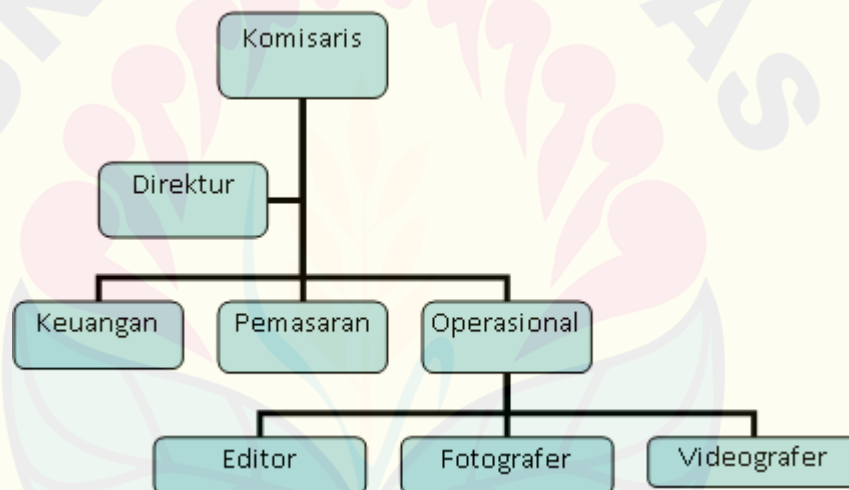 Komisaris
Direktur
Keuangan
Pemasaran
Operasional
Editor
Fotografer
Videografer